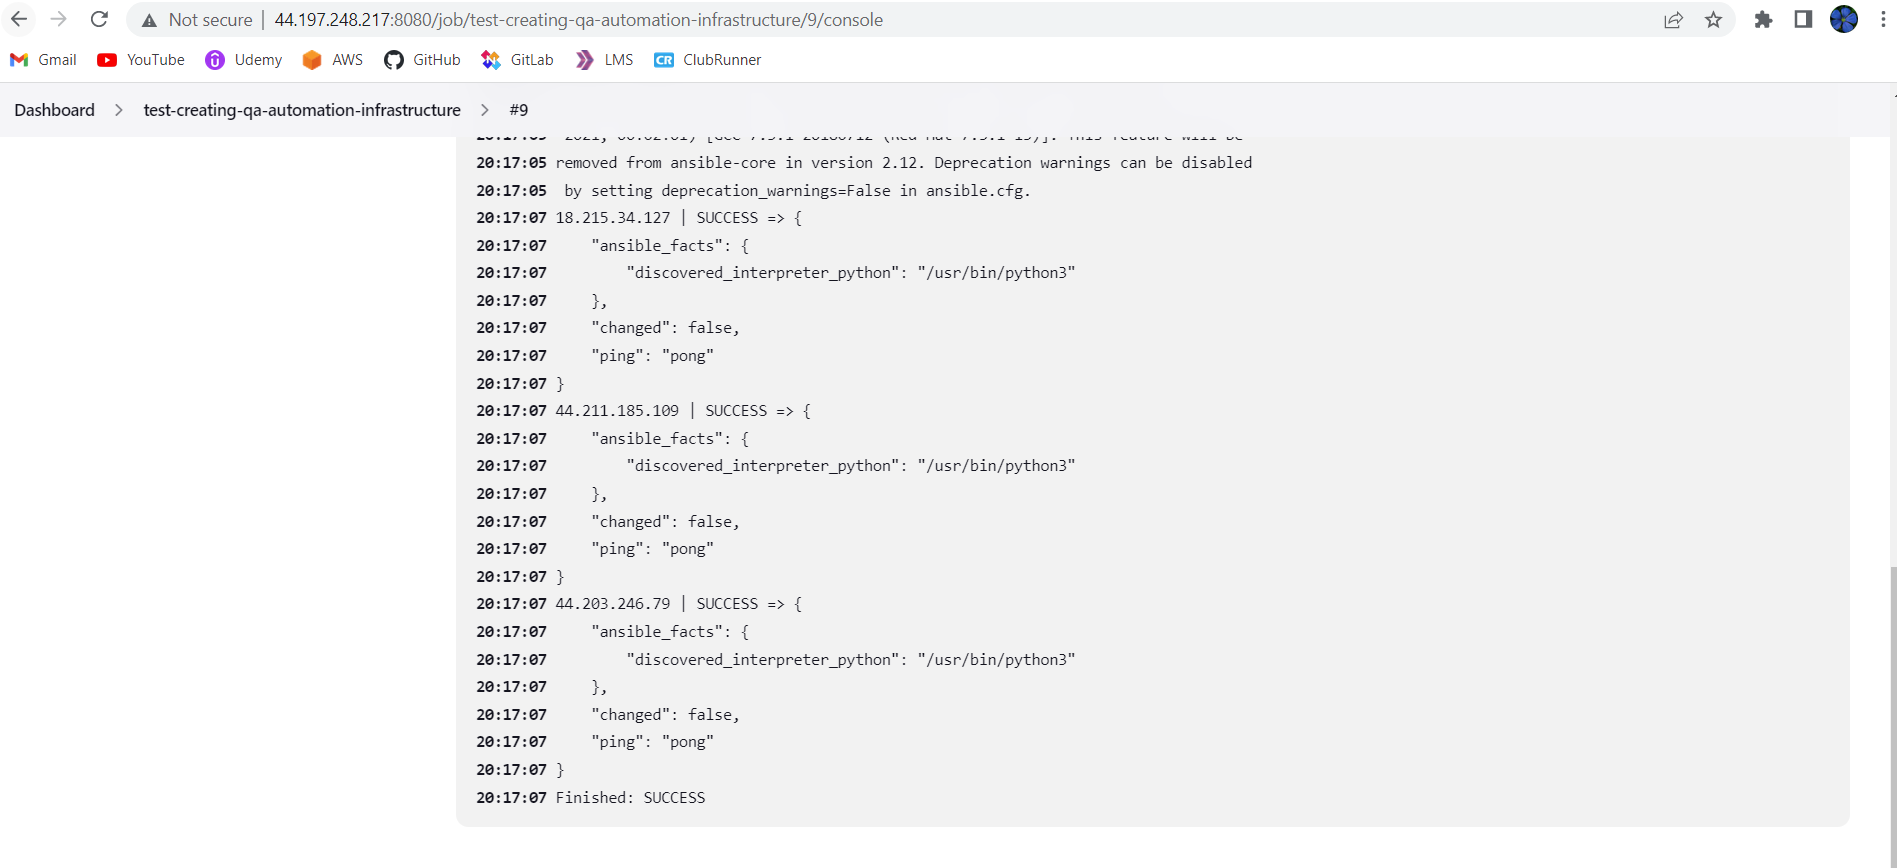 Not secure | 44.197.248.217:8080/job/test-creating-qa-automation-infrastructure/9/console
Gmail YouTube Udemy AWS GitHub GitLab LMS CR ClubRunner
Dashboard > test-creating-qa-automation-infrastructure > #9
20:17:05 removed from ansible-core in version 2.12. Deprecation warnings can be disabled
20:17:05  by setting deprecation_warnings=False in ansible.cfg.
20:17:07 18.215.34.127 | SUCCESS => {
20:17:07     "ansible_facts": {
20:17:07         "discovered_interpreter_python": "/usr/bin/python3"
20:17:07     },
20:17:07     "changed": false,
20:17:07     "ping": "pong"
20:17:07 }
20:17:07 44.211.185.109 | SUCCESS => {
20:17:07     "ansible_facts": {
20:17:07         "discovered_interpreter_python": "/usr/bin/python3"
20:17:07     },
20:17:07     "changed": false,
20:17:07     "ping": "pong"
20:17:07 }
20:17:07 44.203.246.79 | SUCCESS => {
20:17:07     "ansible_facts": {
20:17:07         "discovered_interpreter_python": "/usr/bin/python3"
20:17:07     },
20:17:07     "changed": false,
20:17:07     "ping": "pong"
20:17:07 }
20:17:07 Finished: SUCCESS